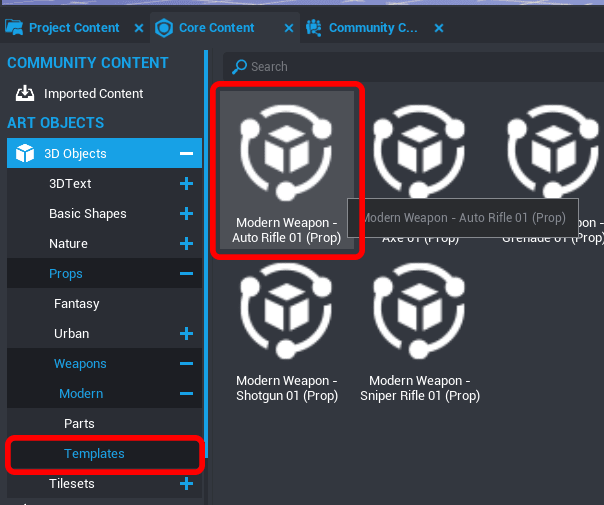 Project Content
Core Content
Community C...
COMMUNITY CONTENT
Imported Content
ART OBJECTS
3D Objects
3DText
Basic Shapes
Nature
Props
Fantasy
Urban
Weapons
Modern
Parts
Templates
Tilesets
Search
Modern Weapon -
Auto Rifle 01 (Prop)
Modern Weapon - Auto Rifle 01 (Prop)
Axe 01 (Prop)
Grenade 01 (Prop)
Modern Weapon -
Shotgun 01 (Prop)
Modern Weapon -
Sniper Rifle 01 (Prop)